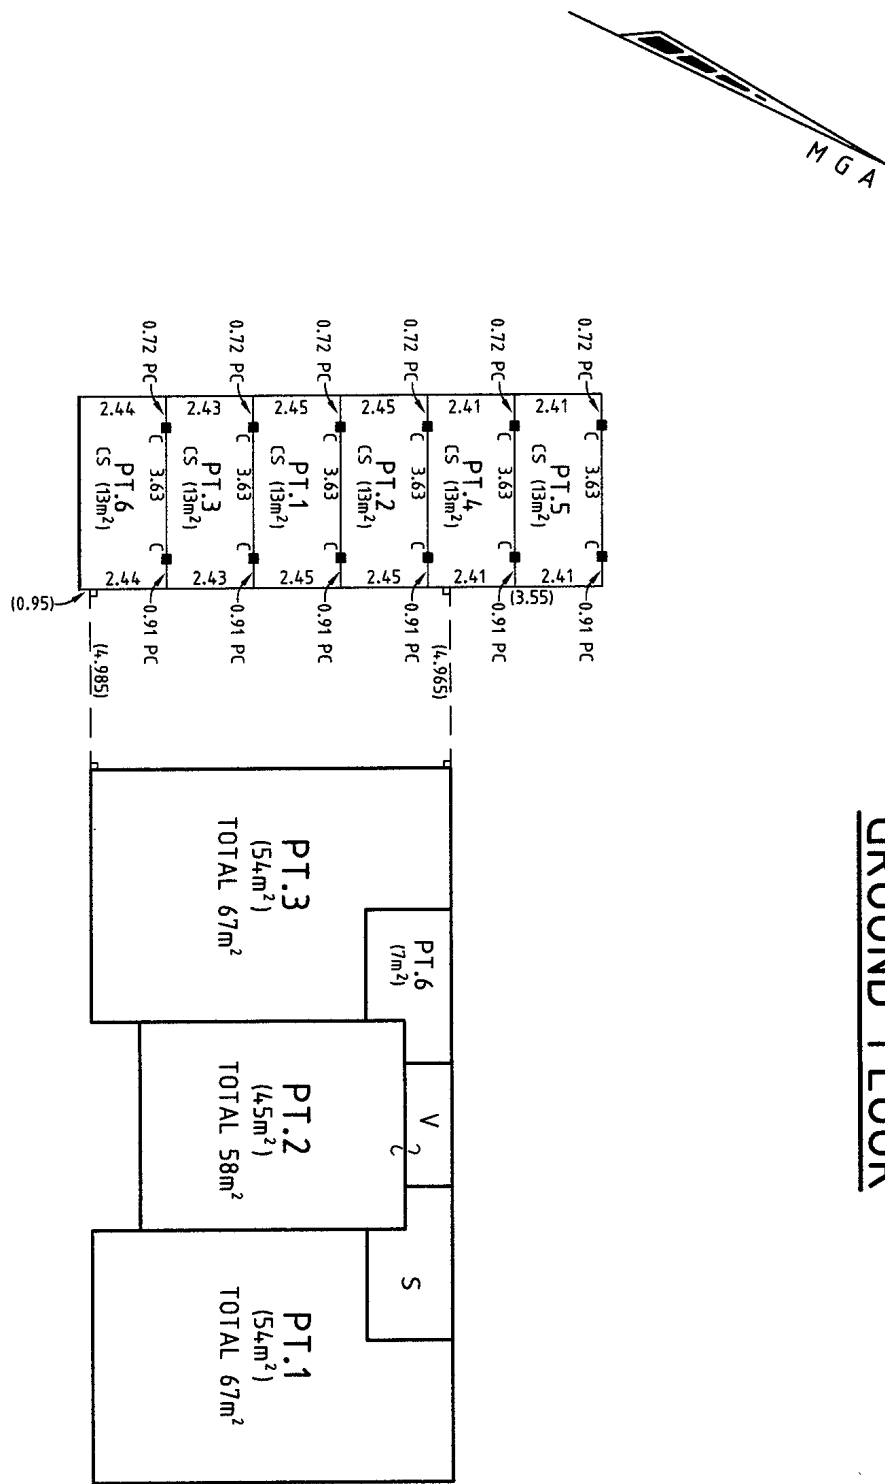 M G A
0.72 PC
0.72 PC
0.72 PC
0.72 PC
0.72 PC
0.72 PC
2.44
2.43
2.45
2.45
2.41
2.41
C
C
C
C
C
C
PT.6
CS (13m²)
3.63
PT.3
CS (13m²)
3.63
PT.1
CS (13m²)
3.63
PT.2
CS (13m²)
3.63
PT.4
CS (13m²)
3.63
PT.5
CS (13m²)
3.63
C
C
C
C
C
C
2.44
2.43
2.45
2.45
2.41
2.41
(0.95)
(3.55)
0.91 PC
0.91 PC
0.91 PC
0.91 PC
0.91 PC
0.91 PC
(4.985)
(4.965)
GROUND FLOOR
PT.3
(54m²)
TOTAL 67m²
PT.6
(7m²)
PT.2
(45m²)
TOTAL 58m²
V
S
PT.1
(54m²)
TOTAL 67m²